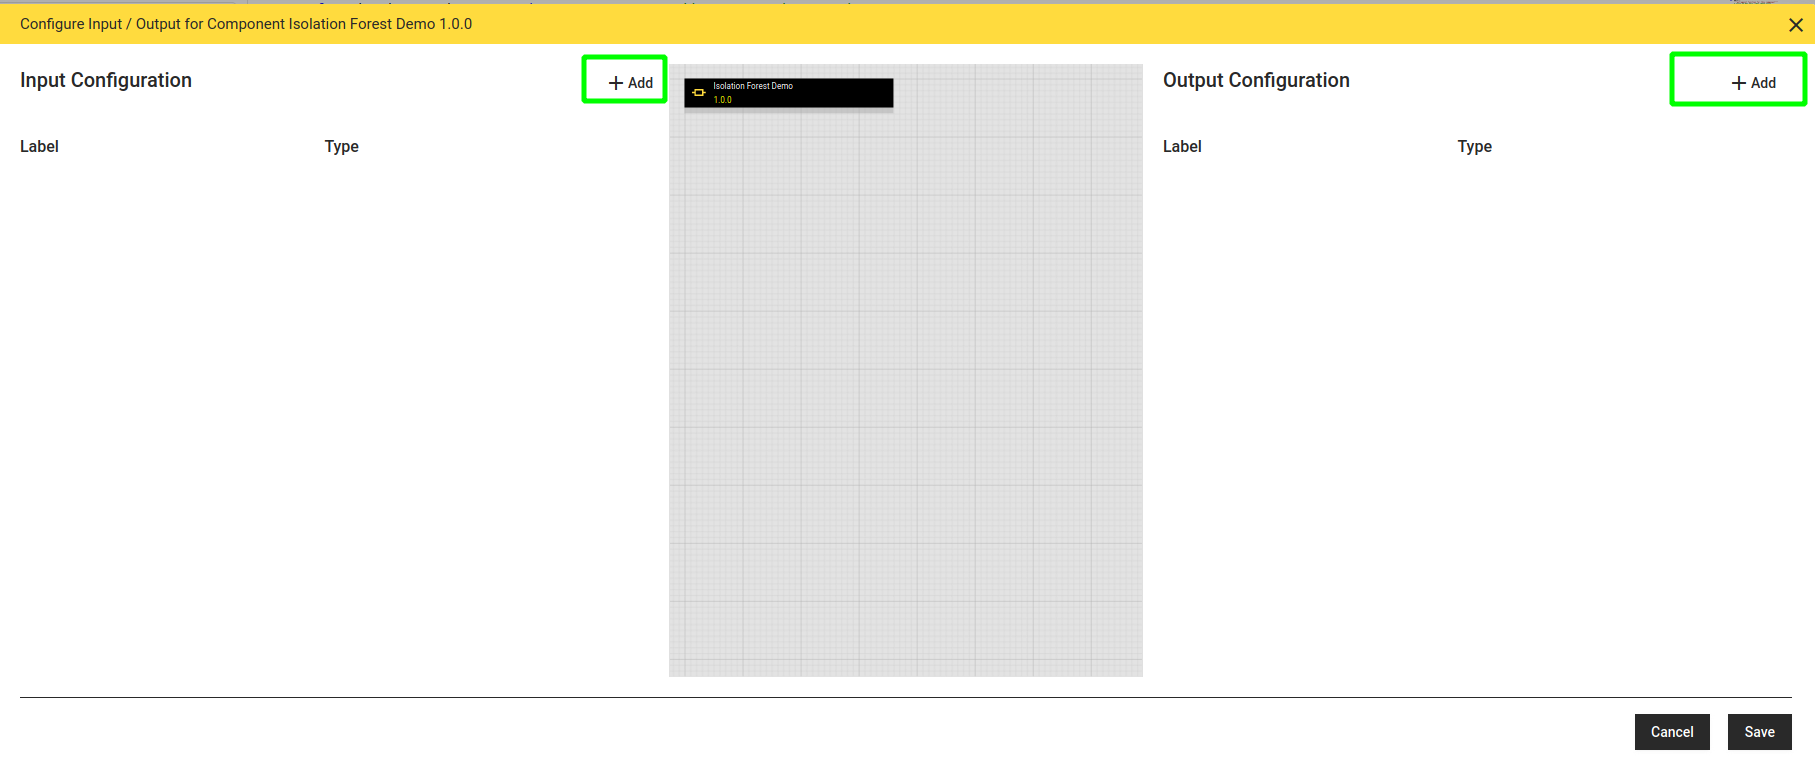 Configure Input / Output for Component Isolation Forest Demo 1.0.0
Input Configuration
+ Add
Label
Type
Isolation Forest Demo
1.0.0
Output Configuration
+ Add
Label
Type
Cancel
Save